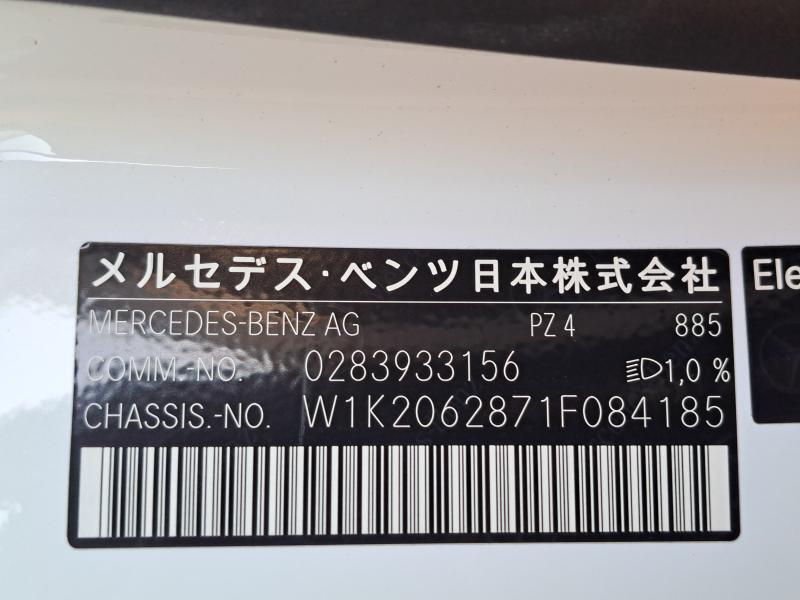 メルセデス・ベンツ日本株式会社
MERCEDES-BENZ AG PZ 4 885
COMM.-NO. 0283933156 1,0 %
CHASSIS.-NO. W1K2062871F084185
Ele